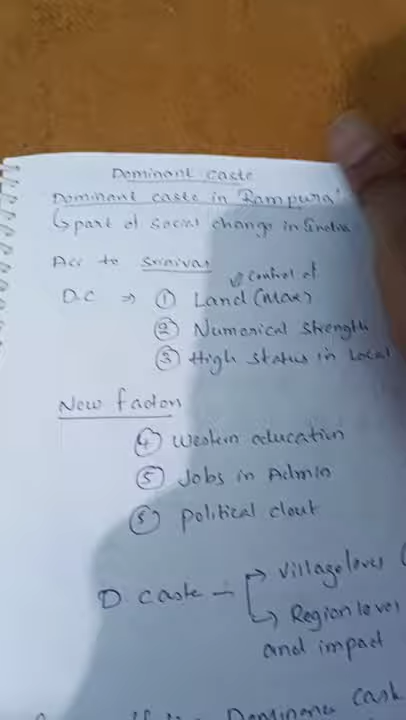 Dominant caste
Dominant caste in Rampura'
↳ part of social change in India
Acc to Srinivas
control of
D.C ⇒ ① Land (Max)
② Numerical Strength
③ High status in Local
New factors
④ Western education
⑤ Jobs in Admin
⑥ political clout
D. caste – → Village level (
↳ Region level
and impact
Dominance Caste